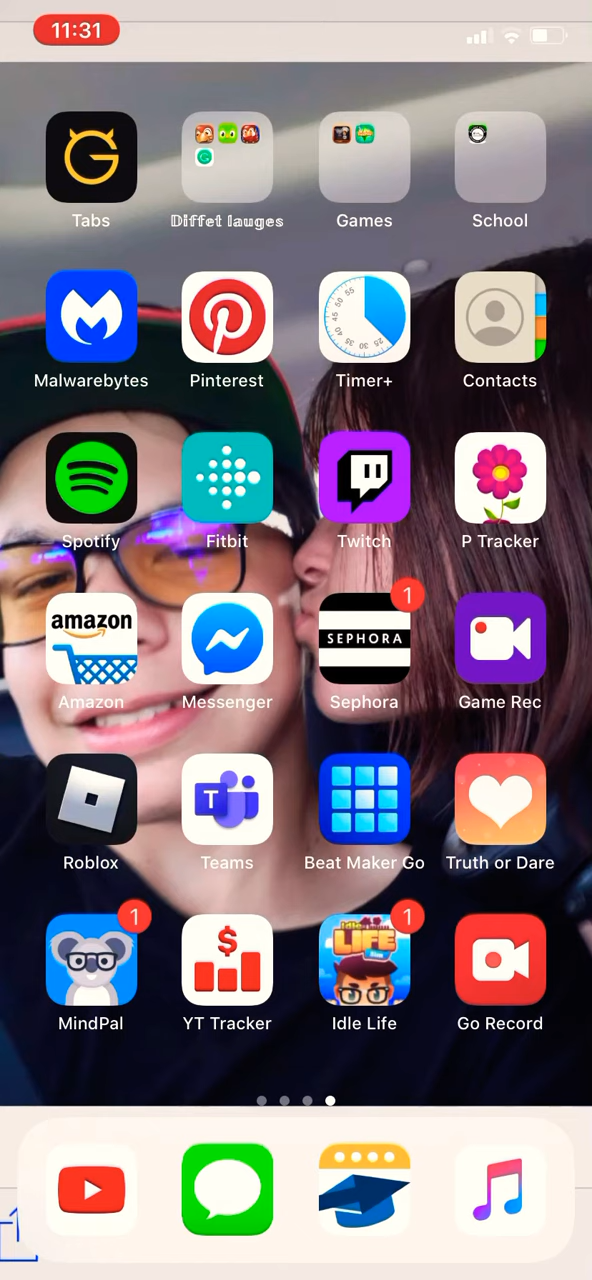 11:31
Tabs
Diffet lauges
Games
School
Malwarebytes
Pinterest
Timer+
Contacts
Spotify
Fitbit
Twitch
P Tracker
amazon
SEPHORA
1
Amazon
Messenger
Sephora
Game Rec
T
Roblox
Teams
Beat Maker Go
Truth or Dare
1
$
Idle
LIFE
1
MindPal
YT Tracker
Idle Life
Go Record